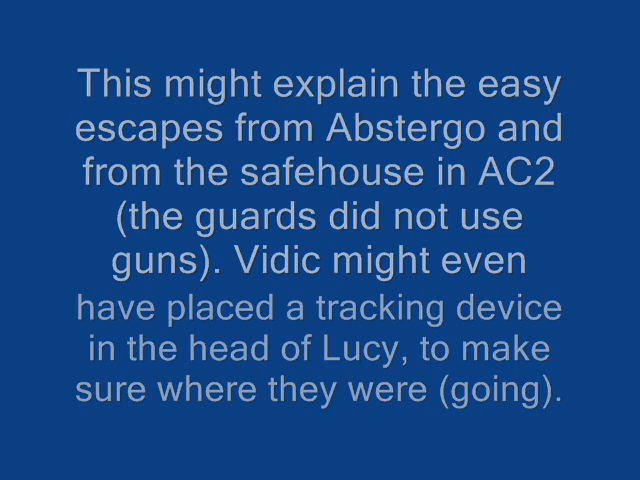 This might explain the easy
escapes from Abstergo and
from the safehouse in AC2
(the guards did not use
guns). Vidic might even
have placed a tracking device
in the head of Lucy, to make
sure where they were (going).